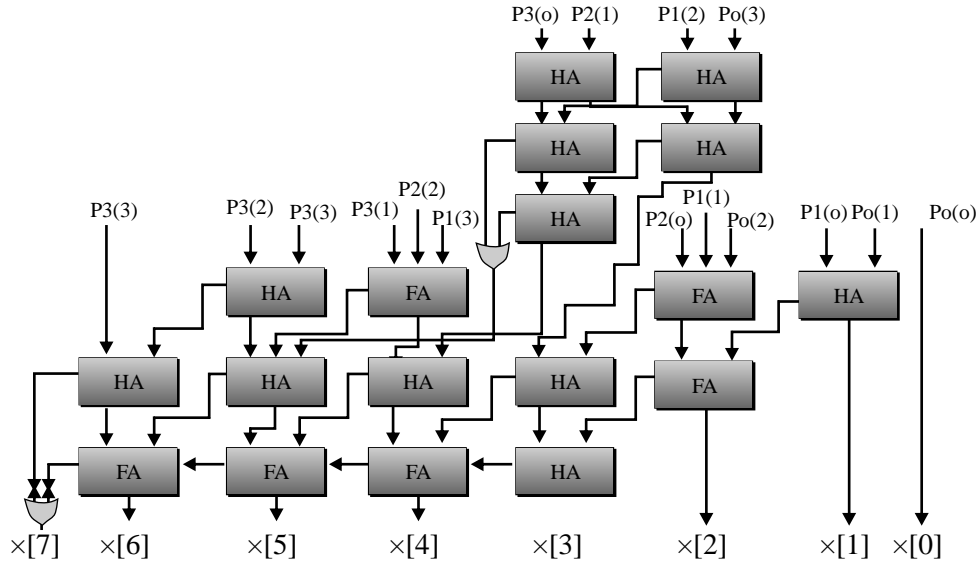 P3(o) P2(1) P1(2) Po(3)
HA HA
HA HA
HA
P3(3) P3(2) P3(3) P3(1) P2(2) P1(3) P2(o) P1(1) Po(2) P1(o) Po(1) Po(o)
HA FA FA HA
HA HA HA HA FA
FA FA FA HA
×[7] ×[6] ×[5] ×[4] ×[3] ×[2] ×[1] ×[0]